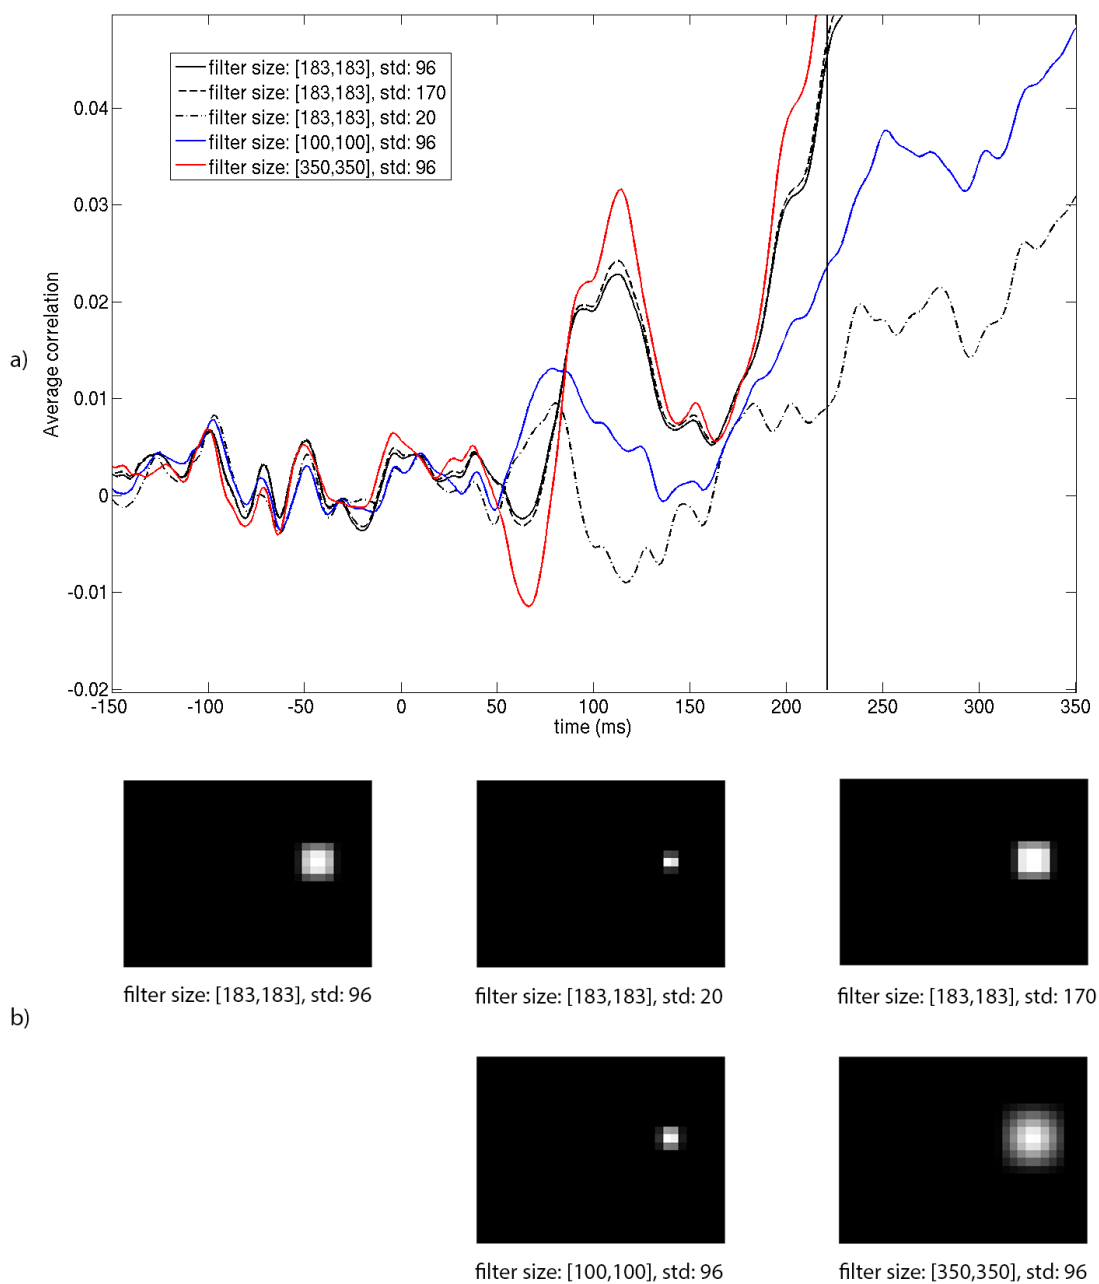 filter size: [183,183], std: 96
filter size: [183,183], std: 170
filter size: [183,183], std: 20
filter size: [100,100], std: 96
filter size: [350,350], std: 96
0.04
0.03
0.02
0.01
0
-0.01
-0.02
Average correlation
a)
-150 -100 -50 0 50 100 150 200 250 300 350
time (ms)
filter size: [183,183], std: 96 filter size: [183,183], std: 20 filter size: [183,183], std: 170
b)
filter size: [100,100], std: 96 filter size: [350,350], std: 96